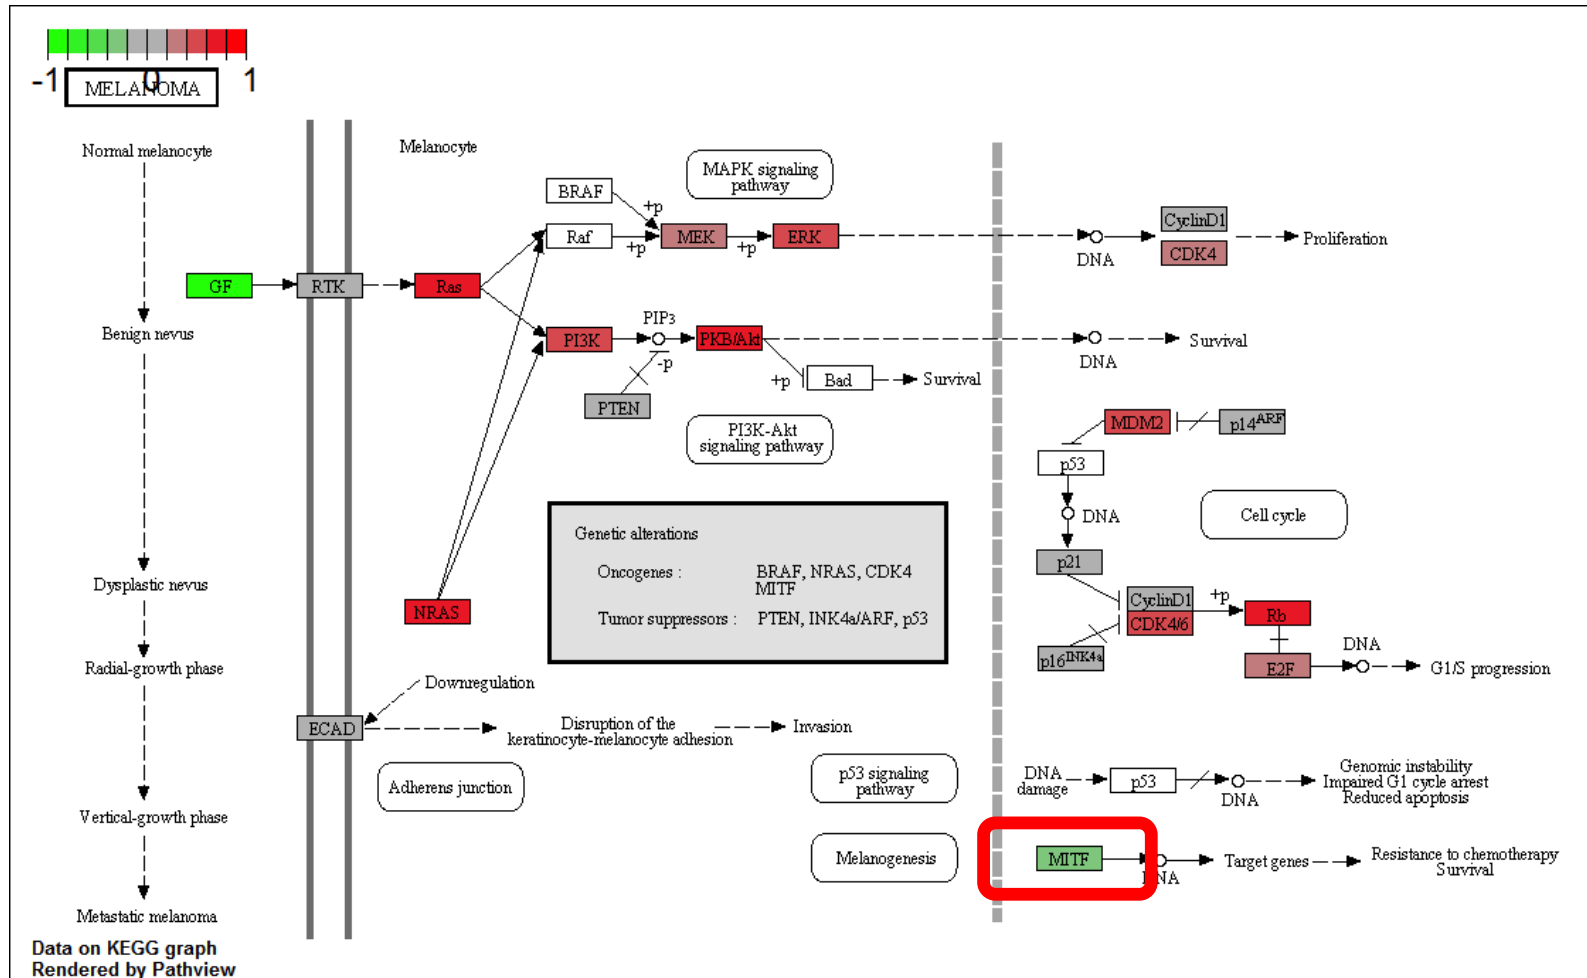 -1 0 1
MELANOMA
Normal melanocyte
Benign nevus
Dysplastic nevus
Radial-growth phase
Vertical-growth phase
Metastatic melanoma
Melanocyte
GF
RTK
Ras
BRAF
Raf
+p
+p
MEK
+p
ERK
MAPK signaling
pathway
DNA
CyclinD1
CDK4
Proliferation
PI3K
PIP3
-p
PTEN
PKB/Akt
+p
Bad
Survival
DNA
Survival
PI3K-Akt
signaling pathway
MDM2
p14ARF
p53
DNA
p21
Cell cycle
CyclinD1
CDK4/6
p16INK4a
+p
Rb
E2F
DNA
G1/S progression
NRAS
Genetic alterations
Oncogenes : BRAF, NRAS, CDK4
MITF
Tumor suppressors : PTEN, INK4a/ARF, p53
Downregulation
ECAD
Disruption of the
keratinocyte-melanocyte adhesion
Invasion
Adherens junction
p53 signaling
pathway
DNA
damage
p53
DNA
Genomic instability
Impaired G1 cycle arrest
Reduced apoptosis
Melanogenesis
MITF
DNA
Target genes
Resistance to chemotherapy
Survival
Data on KEGG graph
Rendered by Pathview